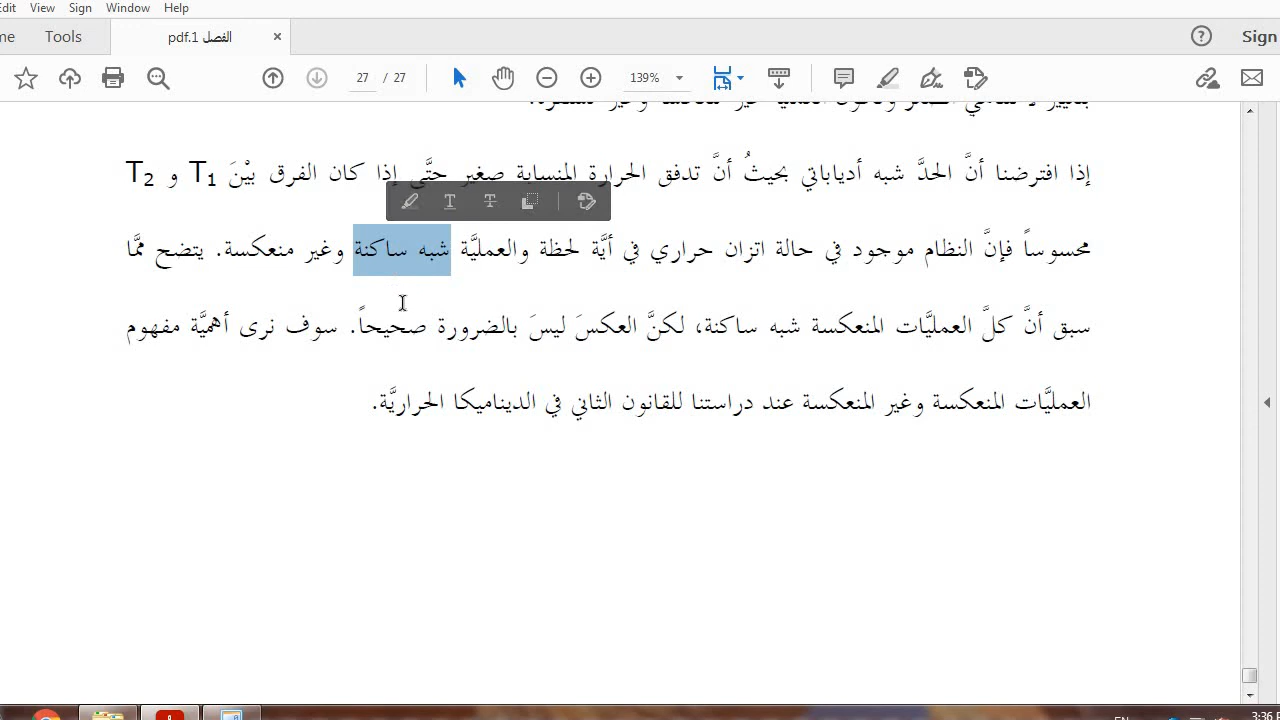 Edit View Sign Window Help
me Tools الفصل 1.pdf × ? Sign
27 / 27 139%
إذا افترضنا أنَّ الحدَّ شبه أدياباتي بحيثُ أنَّ تدفق الحرارة المنسابة صغير حتَّى إذا كان الفرق بيْنَ T1 و T2
محسوساً فإنَّ النظام موجود في حالة اتزان حراري في أيَّة لحظة والعمليَّة شبه ساكنة وغير منعكسة. يتضح ممَّا
سبق أنَّ كلَّ العمليَّات المنعكسة شبه ساكنة، لكنَّ العكسَ ليسَ بالضرورة صحيحاً. سوف نرى أهميَّة مفهوم
العمليَّات المنعكسة وغير المنعكسة عند دراستنا للقانون الثاني في الديناميكا الحراريَّة.
EN 3:36